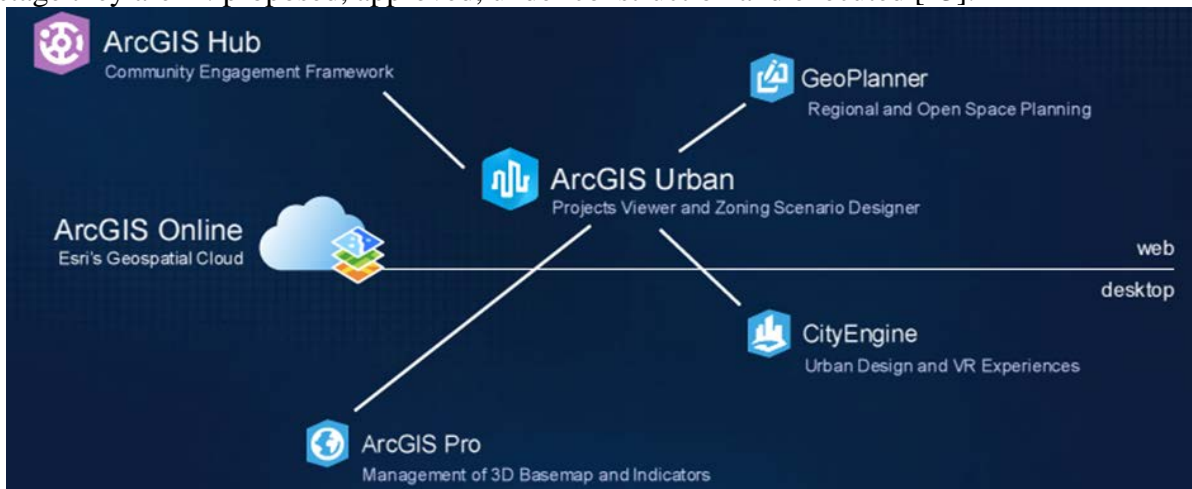 ArcGIS Hub
Community Engagement Framework
GeoPlanner
Regional and Open Space Planning
ArcGIS Urban
Projects Viewer and Zoning Scenario Designer
ArcGIS Online
Esri's Geospatial Cloud
web
desktop
CityEngine
Urban Design and VR Experiences
ArcGIS Pro
Management of 3D Basemap and Indicators